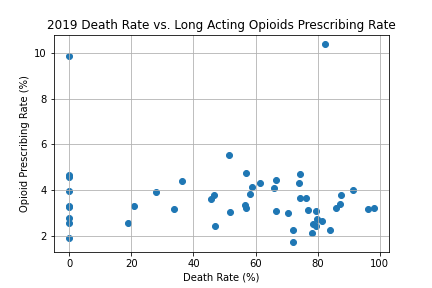 2019 Death Rate vs. Long Acting Opioids Prescribing Rate
Opioid Prescribing Rate (%)
10
8
6
4
2
0 20 40 60 80 100
Death Rate (%)